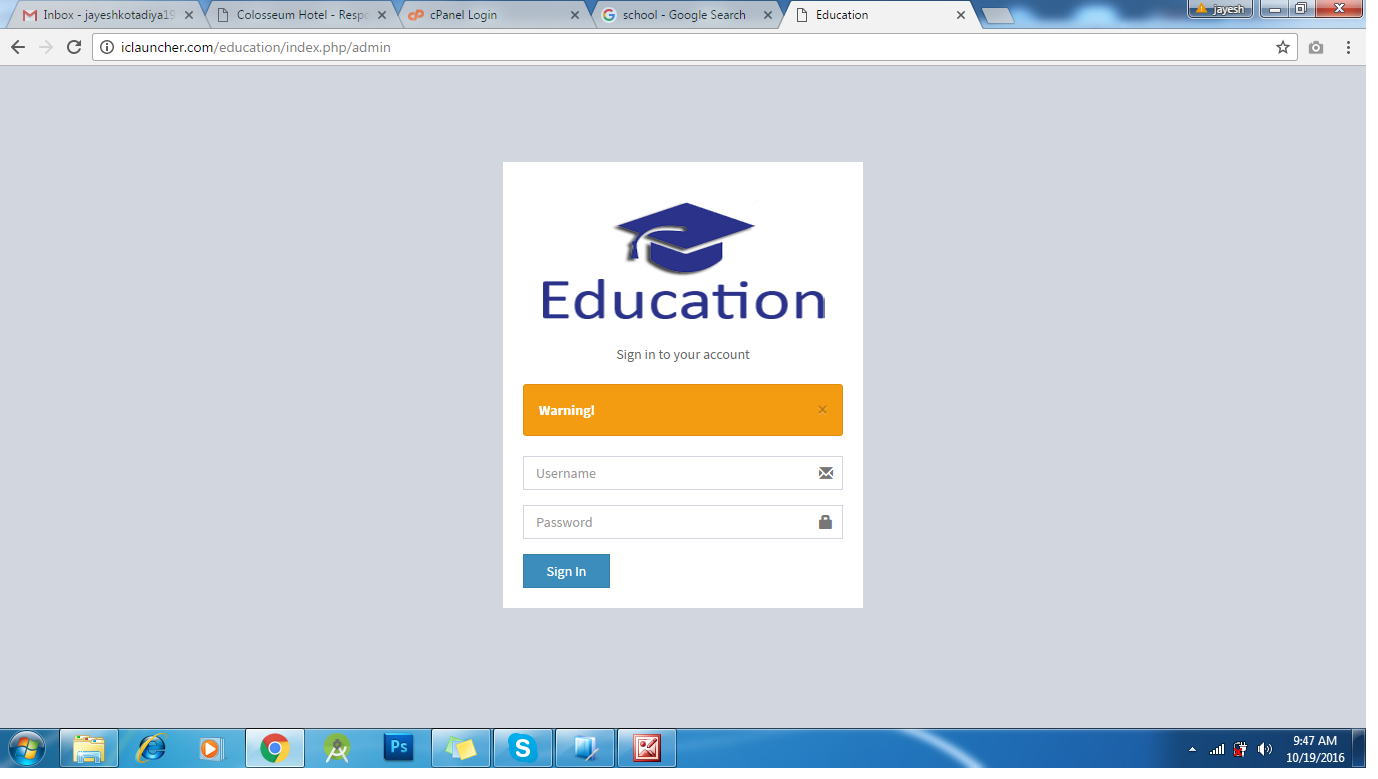 Inbox - jayeshkotadiya19
Colosseum Hotel - Respo
cPanel Login
school - Google Search
Education
jayesh
iclauncher.com/education/index.php/admin
Education
Sign in to your account
Warning!
×
Username
Password
Sign In
Ps
9:47 AM
10/19/2016